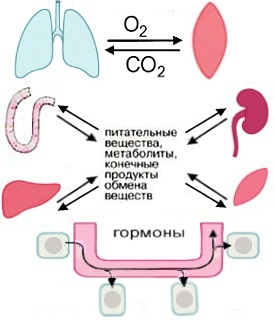 O₂
CO₂
питательные
вещества,
метаболиты,
конечные
продукты
обмена
веществ
гормоны